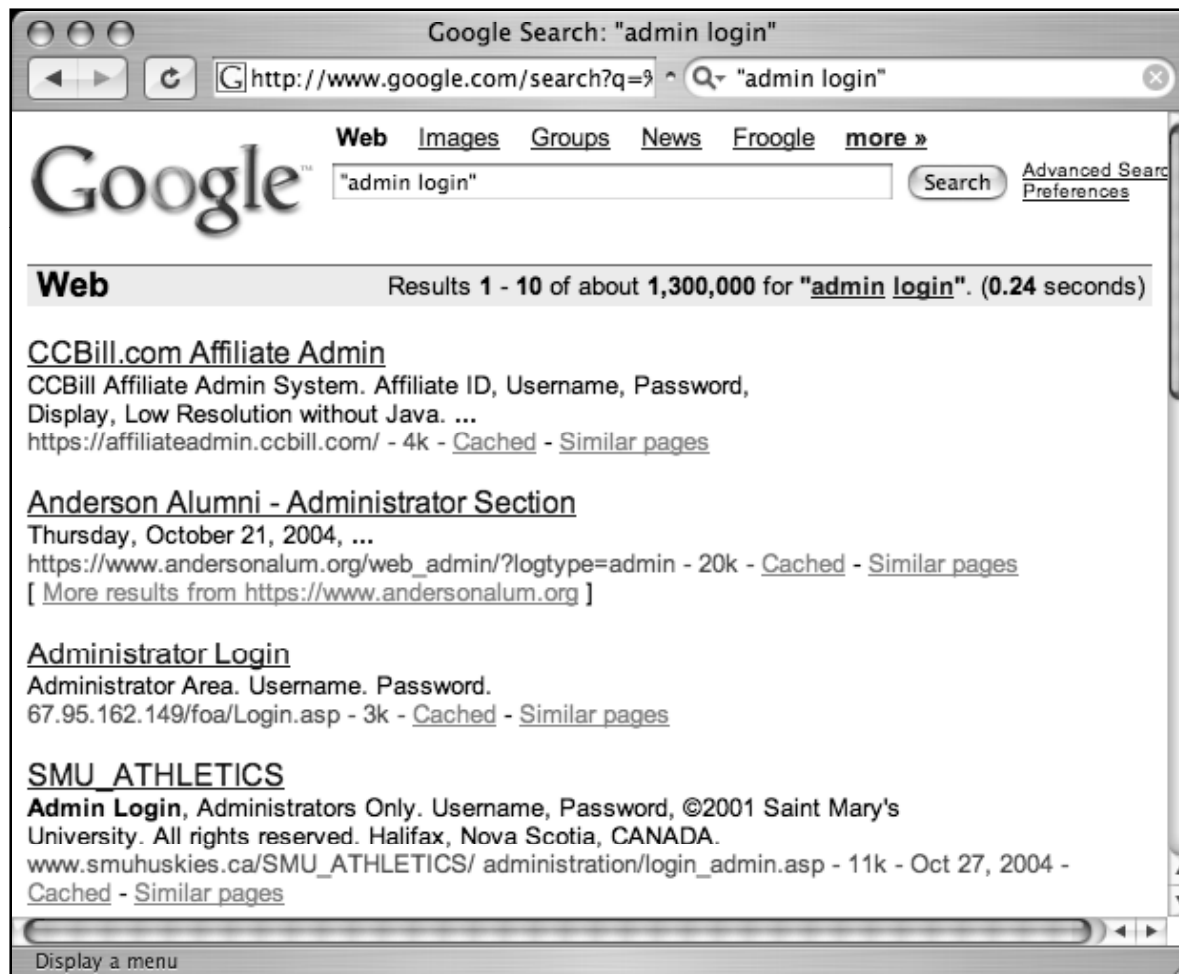 Google Search: "admin login"
http://www.google.com/search?q=% "admin login"
Web Images Groups News Froogle more »
Google™
"admin login" Search Advanced Searc
Preferences
Web Results 1 - 10 of about 1,300,000 for "admin login". (0.24 seconds)
CCBill.com Affiliate Admin
CCBill Affiliate Admin System. Affiliate ID, Username, Password,
Display, Low Resolution without Java. ...
https://affiliateadmin.ccbill.com/ - 4k - Cached - Similar pages
Anderson Alumni - Administrator Section
Thursday, October 21, 2004, ...
https://www.andersonalum.org/web_admin/?logtype=admin - 20k - Cached - Similar pages
[ More results from https://www.andersonalum.org ]
Administrator Login
Administrator Area. Username. Password.
67.95.162.149/foa/Login.asp - 3k - Cached - Similar pages
SMU_ATHLETICS
Admin Login, Administrators Only. Username, Password, ©2001 Saint Mary's
University. All rights reserved. Halifax, Nova Scotia, CANADA.
www.smuhuskies.ca/SMU_ATHLETICS/ administration/login_admin.asp - 11k - Oct 27, 2004 -
Cached - Similar pages
Display a menu